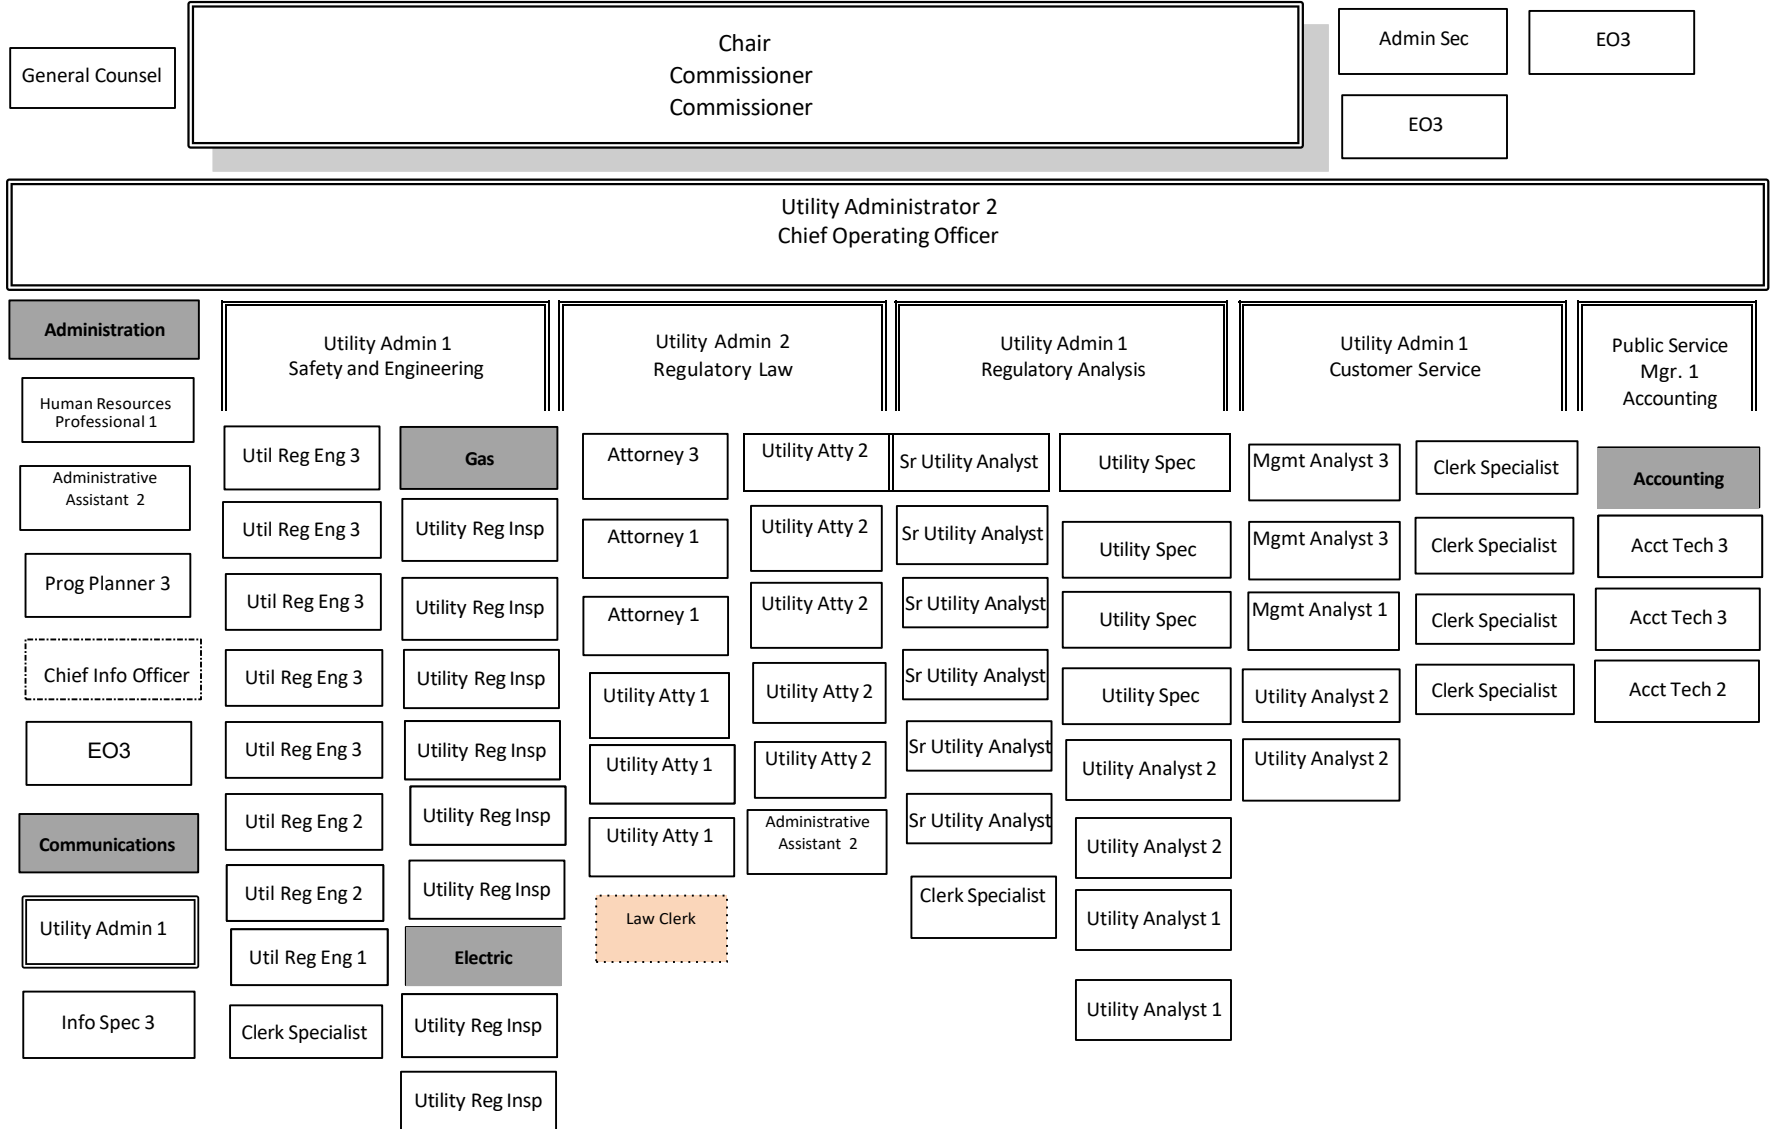 General Counsel
Chair
Commissioner
Commissioner
Admin Sec
EO3
EO3
Utility Administrator 2
Chief Operating Officer
Administration
Human Resources
Professional 1
Administrative
Assistant 2
Prog Planner 3
Chief Info Officer
EO3
Communications
Utility Admin 1
Info Spec 3
Utility Admin 1
Safety and Engineering
Util Reg Eng 3
Util Reg Eng 3
Util Reg Eng 3
Util Reg Eng 3
Util Reg Eng 3
Util Reg Eng 2
Util Reg Eng 2
Util Reg Eng 1
Clerk Specialist
Gas
Utility Reg Insp
Utility Reg Insp
Utility Reg Insp
Utility Reg Insp
Utility Reg Insp
Utility Reg Insp
Electric
Utility Reg Insp
Utility Reg Insp
Utility Admin 2
Regulatory Law
Attorney 3
Attorney 1
Attorney 1
Utility Atty 1
Utility Atty 1
Utility Atty 1
Law Clerk
Utility Atty 2
Utility Atty 2
Utility Atty 2
Utility Atty 2
Utility Atty 2
Administrative
Assistant 2
Utility Admin 1
Regulatory Analysis
Sr Utility Analyst
Sr Utility Analyst
Sr Utility Analyst
Sr Utility Analyst
Sr Utility Analyst
Sr Utility Analyst
Clerk Specialist
Utility Spec
Utility Spec
Utility Spec
Utility Spec
Utility Analyst 2
Utility Analyst 2
Utility Analyst 1
Utility Analyst 1
Utility Admin 1
Customer Service
Mgmt Analyst 3
Mgmt Analyst 3
Mgmt Analyst 1
Utility Analyst 2
Utility Analyst 2
Clerk Specialist
Clerk Specialist
Clerk Specialist
Clerk Specialist
Public Service
Mgr. 1
Accounting
Accounting
Acct Tech 3
Acct Tech 3
Acct Tech 2